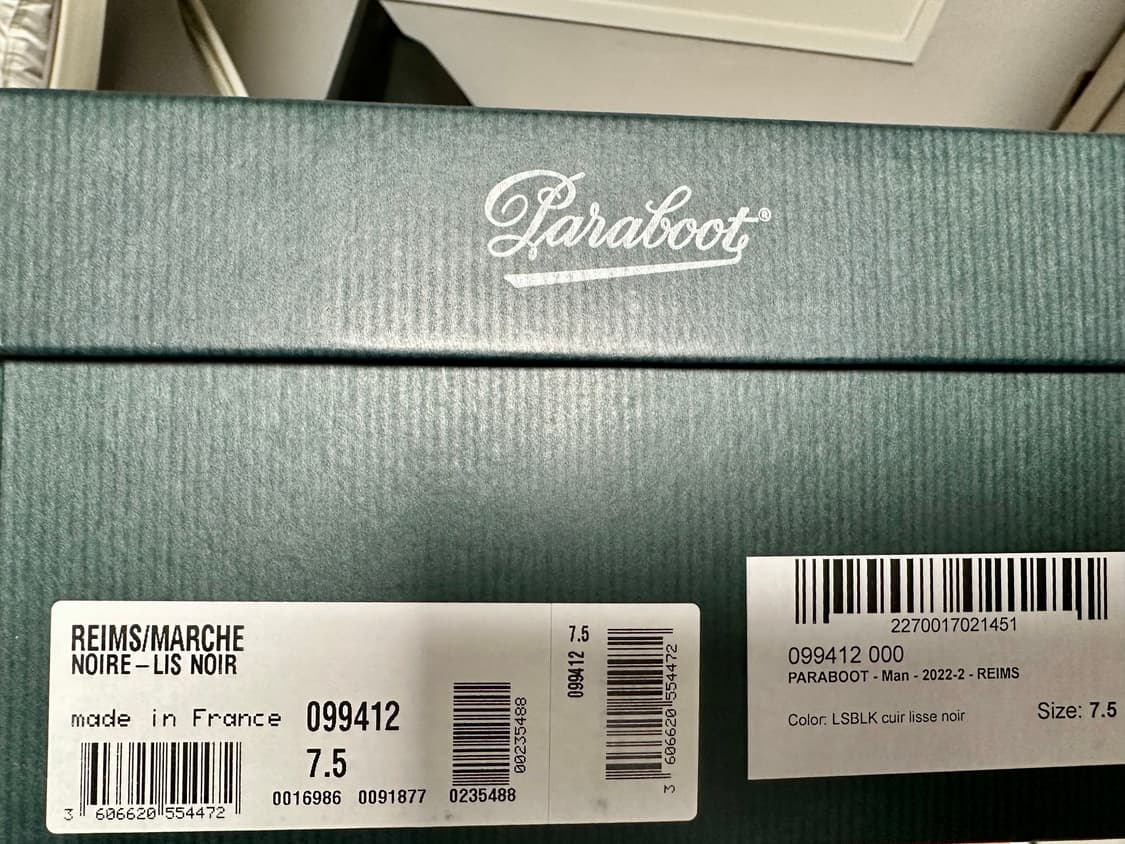 Paraboot®
REIMS/MARCHE
NOIRE–LIS NOIR
made in France 099412
7.5
3 606620 554472
0016986 0091877 0235488
00235488
7.5
099412
3 606620 554472
2270017021451
099412 000
PARABOOT - Man - 2022-2 - REIMS
Color: LSBLK cuir lisse noir
Size: 7.5